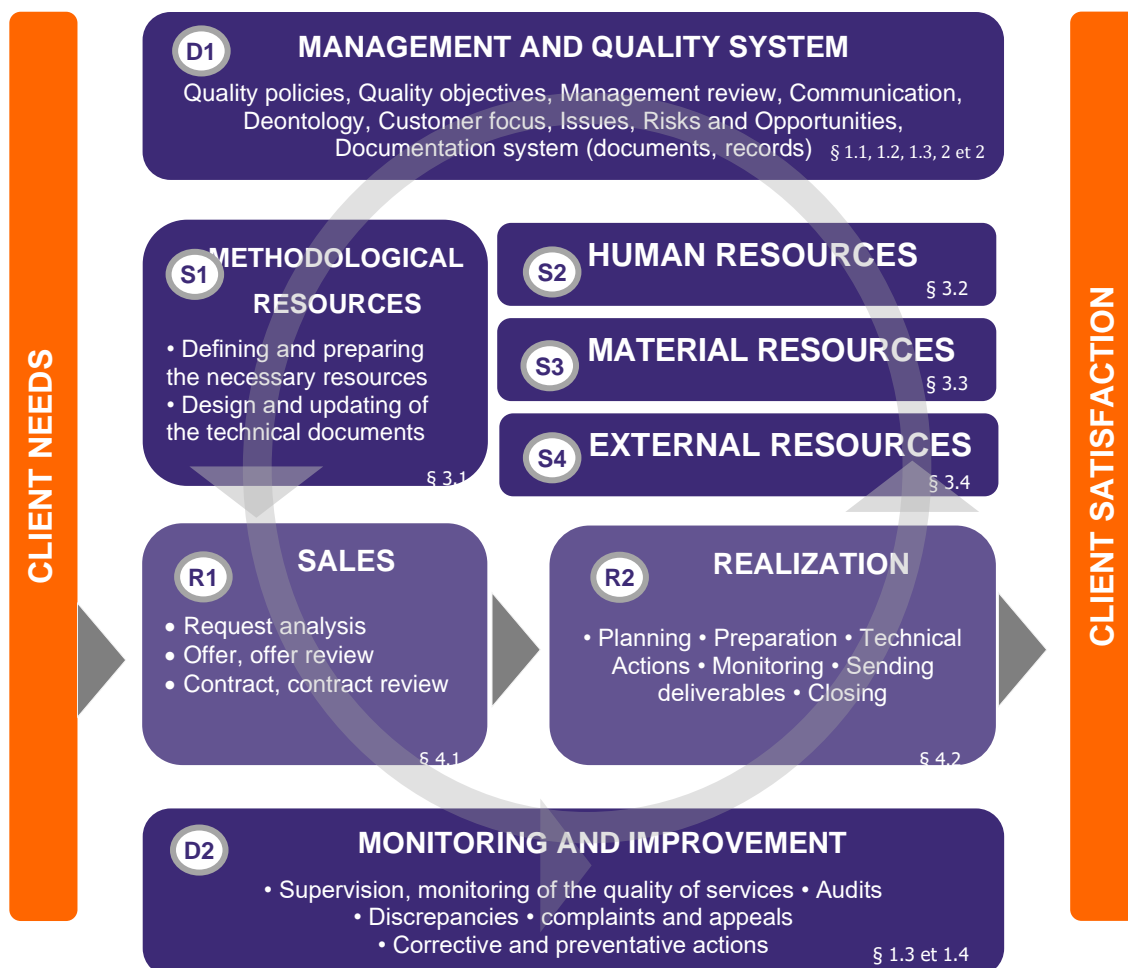 CLIENT NEEDS
D1
MANAGEMENT AND QUALITY SYSTEM
Quality policies, Quality objectives, Management review, Communication,
Deontology, Customer focus, Issues, Risks and Opportunities,
Documentation system (documents, records) § 1.1, 1.2, 1.3, 2 et 2
S1
METHODOLOGICAL
RESOURCES
• Defining and preparing
the necessary resources
• Design and updating of
the technical documents
§ 3.1
S2
HUMAN RESOURCES
§ 3.2
S3
MATERIAL RESOURCES
§ 3.3
S4
EXTERNAL RESOURCES
§ 3.4
R1
SALES
• Request analysis
• Offer, offer review
• Contract, contract review
§ 4.1
R2
REALIZATION
• Planning • Preparation • Technical
Actions • Monitoring • Sending
deliverables • Closing
§ 4.2
D2
MONITORING AND IMPROVEMENT
• Supervision, monitoring of the quality of services • Audits
• Discrepancies • complaints and appeals
• Corrective and preventative actions
§ 1.3 et 1.4
CLIENT SATISFACTION